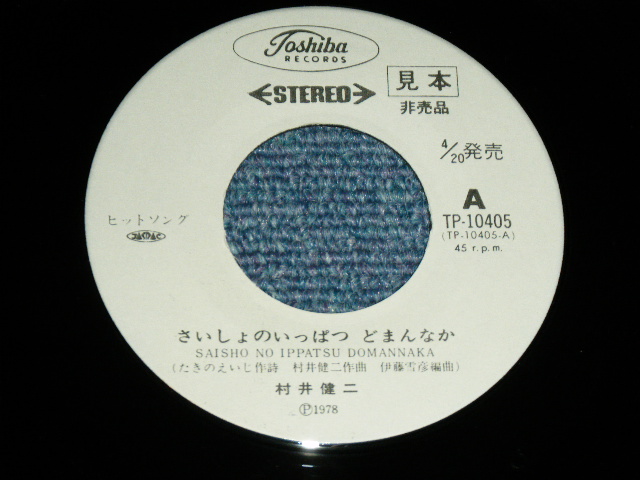 Toshiba
RECORDS
STEREO
見本
非売品
4/20発売
A
TP-10405
(TP-10405-A)
45 r.p.m.
ヒットソング
さいしょのいっぱつ どまんなか
SAISHO NO IPPATSU DOMANNAKA
(たきのえいじ作詩 村井健二作曲 伊藤雪彦編曲)
村井健二
Ⓟ1978